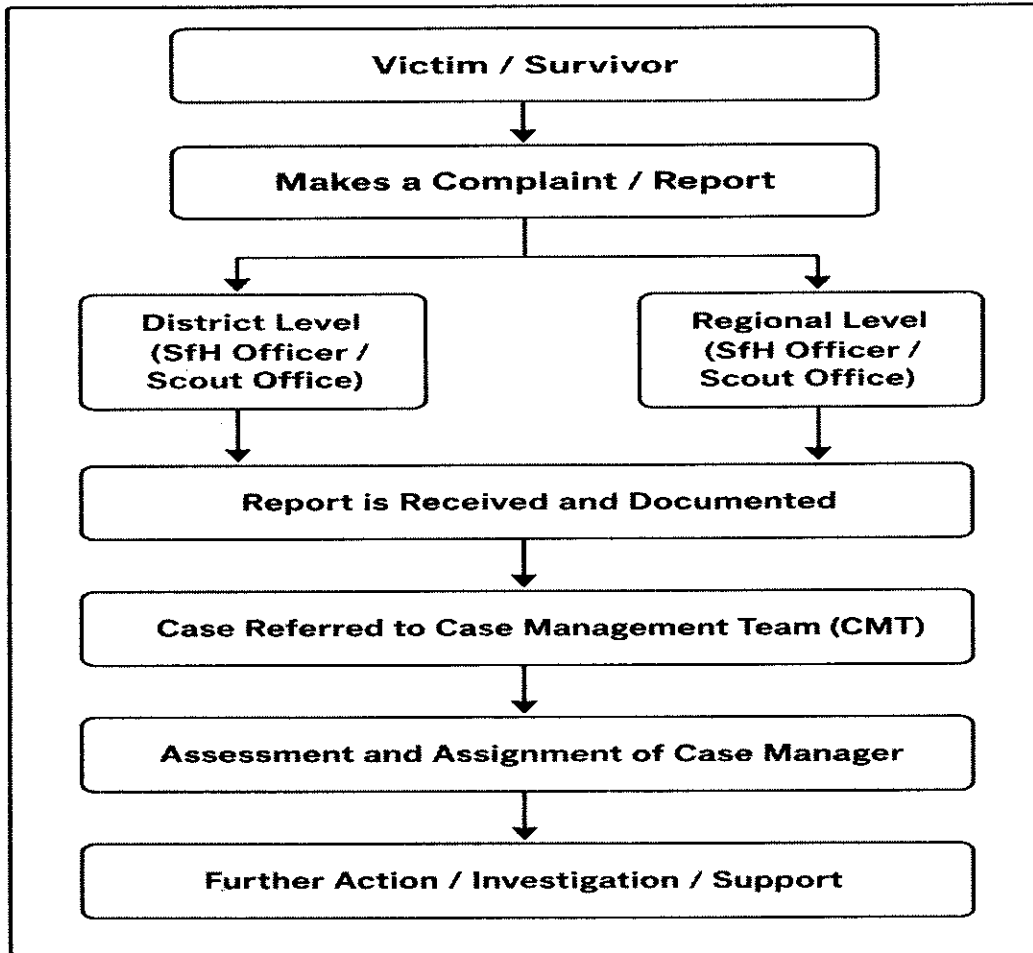 Victim / Survivor
Makes a Complaint / Report
District Level
(SfH Officer /
Scout Office)
Regional Level
(SfH Officer /
Scout Office)
Report is Received and Documented
Case Referred to Case Management Team (CMT)
Assessment and Assignment of Case Manager
Further Action / Investigation / Support